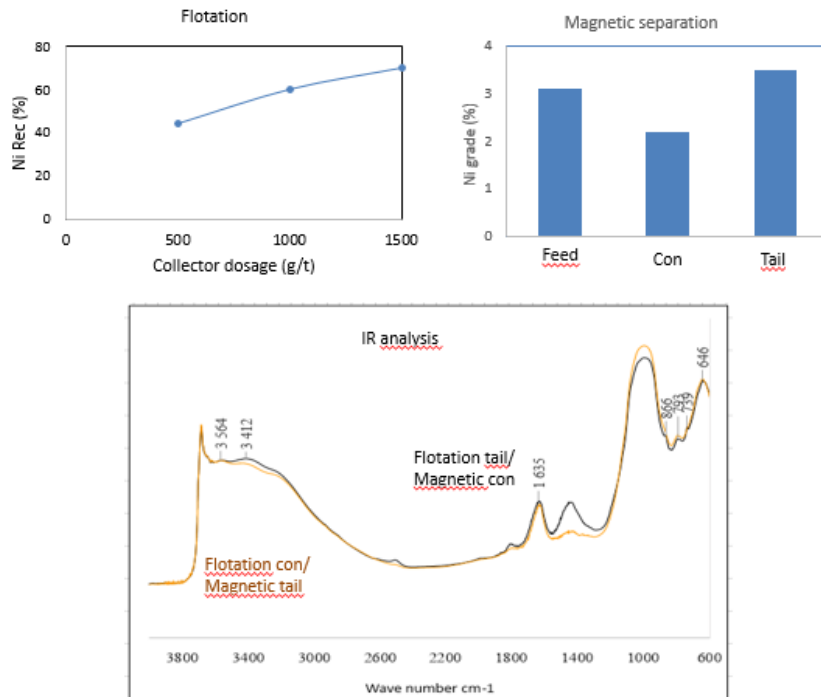 Flotation
80
60
40
20
0
Ni Rec (%)
0 500 1000 1500
Collector dosage (g/t)
Magnetic separation
4
3
2
1
0
Ni grade (%)
Feed Con Tail
IR analysis
3 564
3 412
1 635
866
793
739
646
Flotation tail/
Magnetic con
Flotation con/
Magnetic tail
3800 3400 3000 2600 2200 1800 1400 1000 600
Wave number cm-1